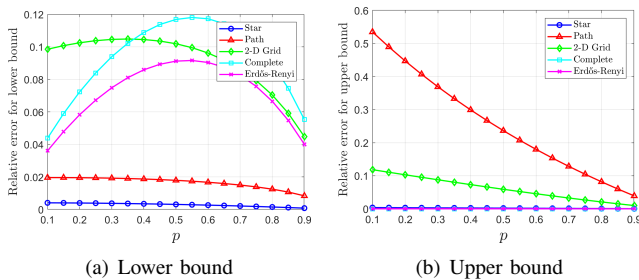 Relative error for lower bound
0.12
0.1
0.08
0.06
0.04
0.02
0
0.1 0.2 0.3 0.4 0.5 0.6 0.7 0.8 0.9
p
Star
Path
2-D Grid
Complete
Erdős-Renyi
(a) Lower bound
Relative error for upper bound
0.6
0.5
0.4
0.3
0.2
0.1
0
0.1 0.2 0.3 0.4 0.5 0.6 0.7 0.8 0.9
p
Star
Path
2-D Grid
Complete
Erdős-Renyi
(b) Upper bound